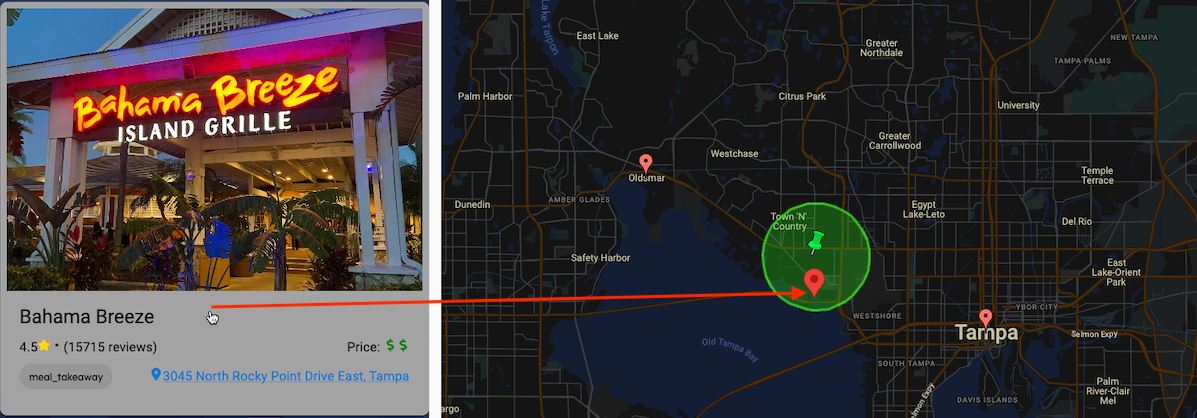 Bahama Breeze
ISLAND GRILLE
Bahama Breeze
4.5 • (15715 reviews)
Price: $ $
meal_takeaway
3045 North Rocky Point Drive East, Tampa
Lake Tarpon
East Lake
Greater
Northdale
NEW TAMPA
TAMPA PALMS
Palm Harbor
Citrus Park
University
Greater
Carrollwood
Westchase
Oldsmar
Temple
Terrace
AMBER GLADES
Dunedin
Egypt
Lake-Leto
Town 'N'
Country
Del Rio
Safety Harbor
East
Lake-Orient
Park
YBOR CITY
WESTSHORE
Tampa
Selmon Expy
Old Tampa Bay
SOUTH TAMPA
Palm
River-Clair
Mel
lmon Expy
DAVIS ISLANDS
argo